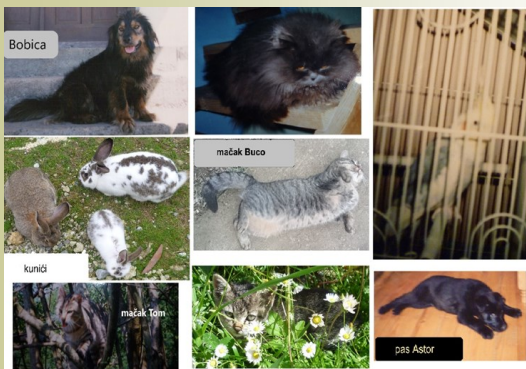 Bobica
mačak Buco
kunići
mačak Tom
pas Astor